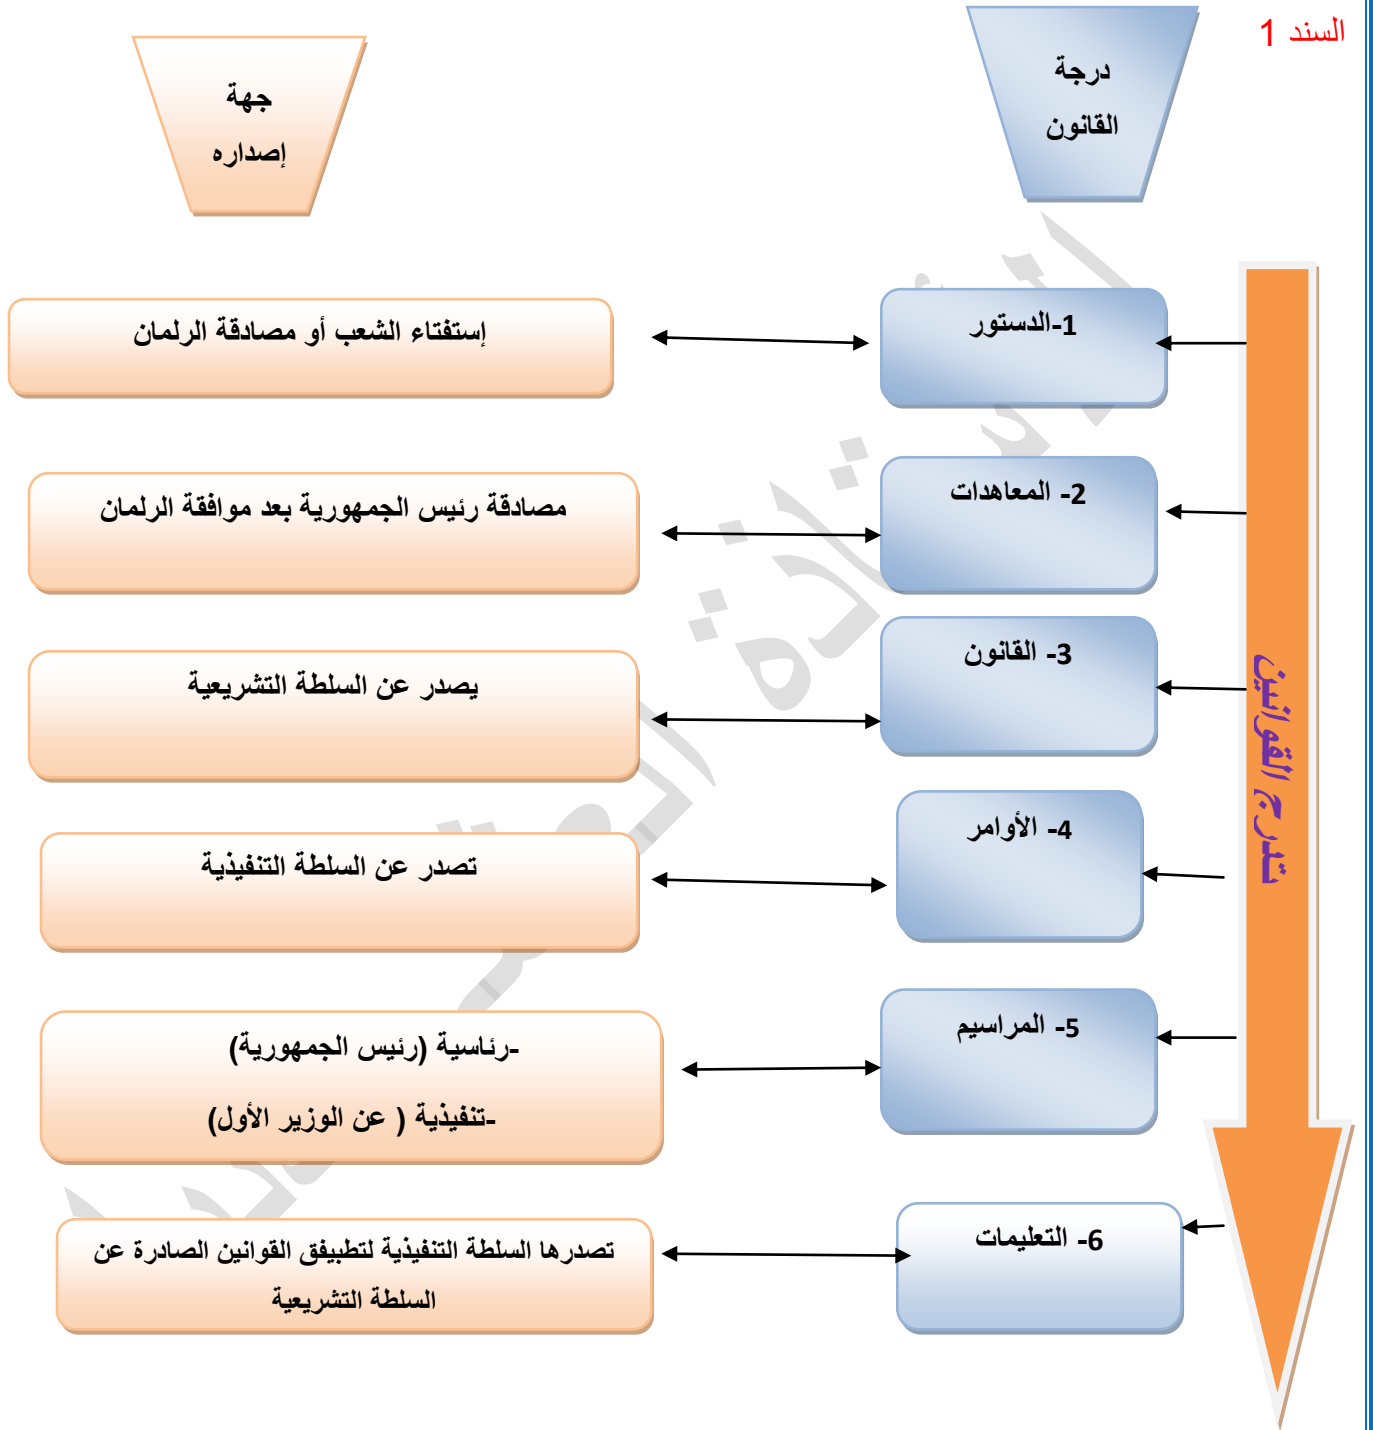 السند 1
درجة
القانون
جهة
إصداره
تدرج القوانين
1-الدستور
إستفتاء الشعب أو مصادقة الرلمان
2- المعاهدات
مصادقة رئيس الجمهورية بعد موافقة الرلمان
3- القانون
يصدر عن السلطة التشريعية
4- الأوامر
تصدر عن السلطة التنفيذية
5- المراسيم
-رئاسية (رئيس الجمهورية)
-تنفيذية ( عن الوزير الأول)
6- التعليمات
تصدرها السلطة التنفيذية لتطبيفق القوانين الصادرة عن
السلطة التشريعية